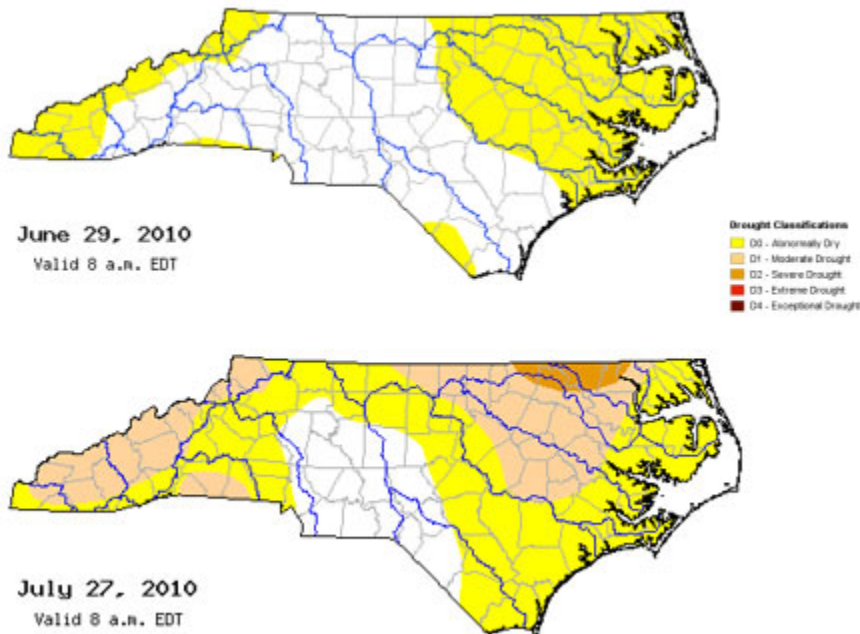 June 29, 2010
Valid 8 a.m. EDT
Drought Classifications
D0 - Abnormally Dry
D1 - Moderate Drought
D2 - Severe Drought
D3 - Extreme Drought
D4 - Exceptional Drought
July 27, 2010
Valid 8 a.m. EDT